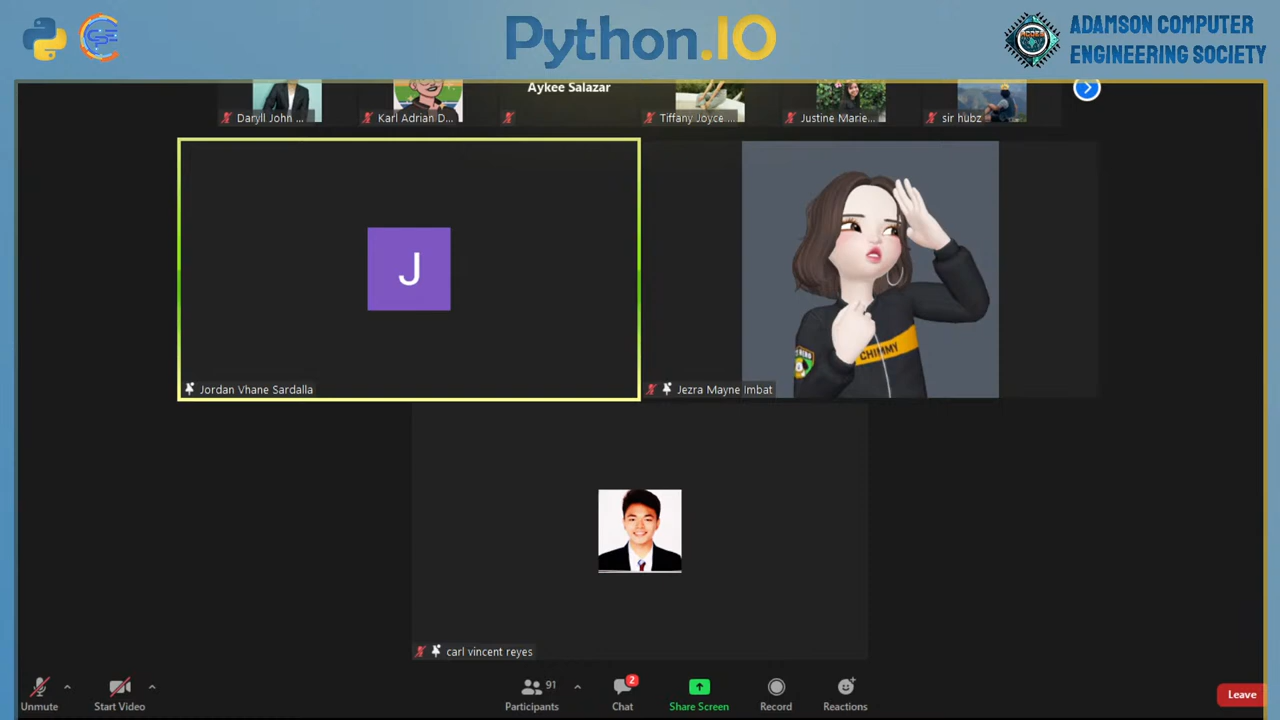 Python.IO
ADAMSON COMPUTER
ENGINEERING SOCIETY
Aykee Salazar
Daryll John ...
Karl Adrian D...
Tiffany Joyce ...
Justine Marie...
sir hubz
J
CHIMMY
Jordan Vhane Sardalla
Jezra Mayne Imbat
carl vincent reyes
91
2
Unmute
Start Video
Participants
Chat
Share Screen
Record
Reactions
Leave